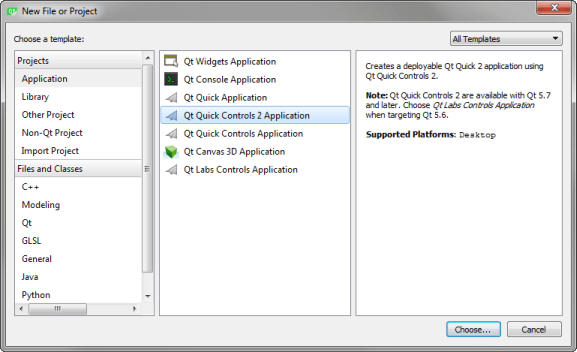 New File or Project
Choose a template:
All Templates
Projects
Application
Library
Other Project
Non-Qt Project
Import Project
Files and Classes
C++
Modeling
Qt
GLSL
General
Java
Python
Qt Widgets Application
Qt Console Application
Qt Quick Application
Qt Quick Controls 2 Application
Qt Quick Controls Application
Qt Canvas 3D Application
Qt Labs Controls Application
Creates a deployable Qt Quick 2 application using
Qt Quick Controls 2.
Note: Qt Quick Controls 2 are available with Qt 5.7
and later. Choose Qt Labs Controls Application
when targeting Qt 5.6.
Supported Platforms: Desktop
Choose...
Cancel